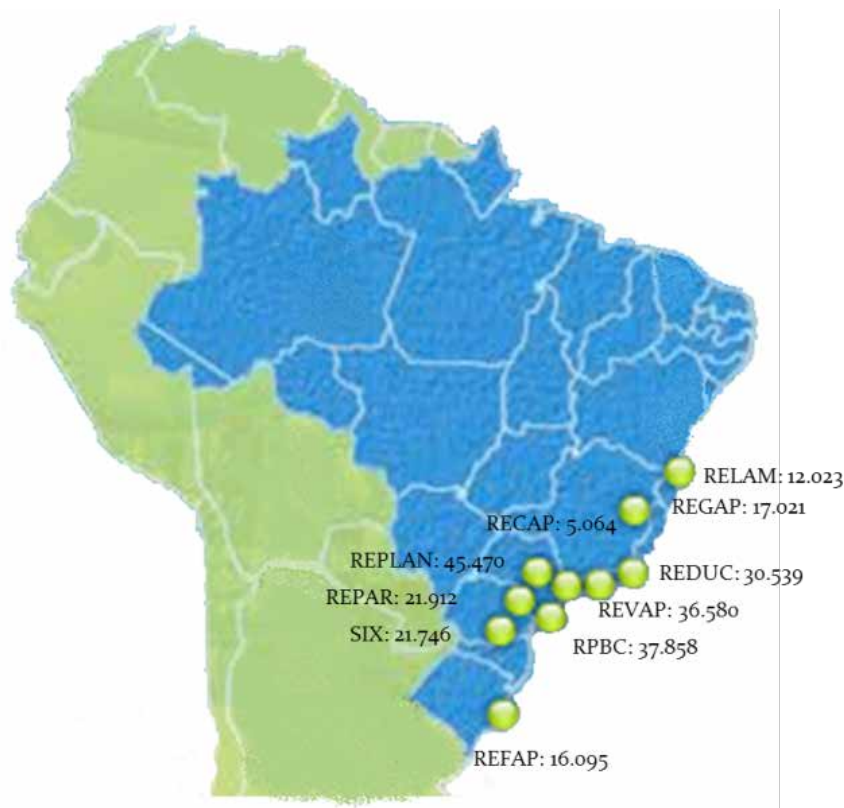 RELAM: 12.023
REGAP: 17.021
RECAP: 5.064
REPLAN: 45.470
REDUC: 30.539
REPAR: 21.912
REVAP: 36.580
SIX: 21.746
RPBC: 37.858
REFAP: 16.095